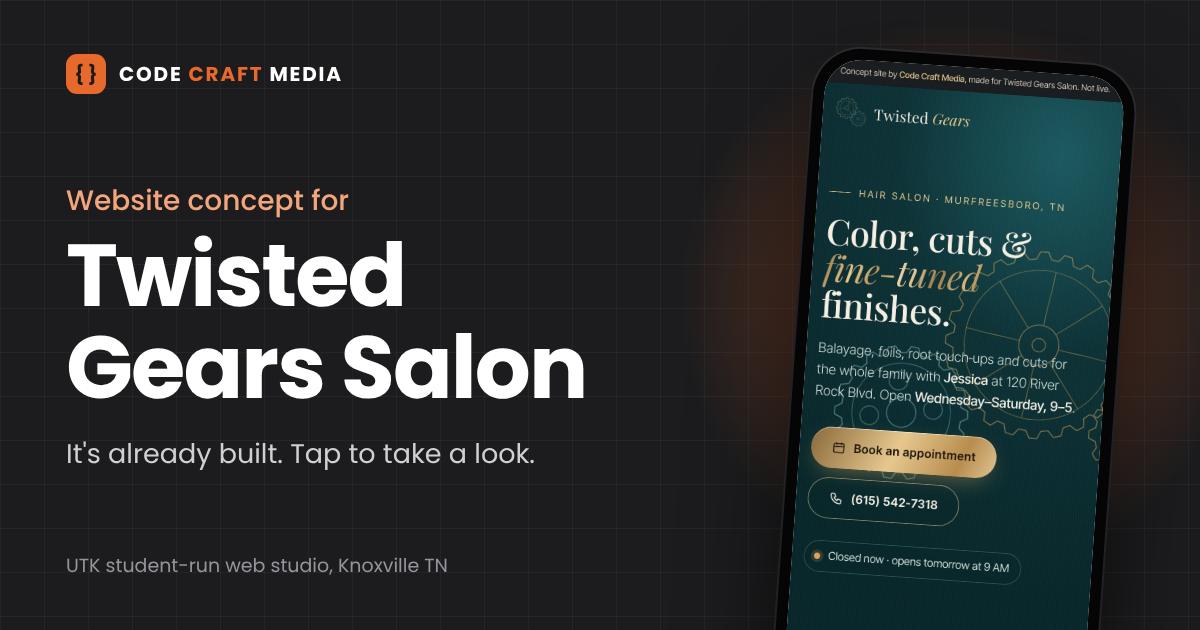 { } CODE CRAFT MEDIA
Website concept for
Twisted
Gears Salon
It's already built. Tap to take a look.
UTK student-run web studio, Knoxville TN
Concept site by Code Craft Media, made for Twisted Gears Salon. Not live.
Twisted Gears
HAIR SALON · MURFREESBORO, TN
Color, cuts &
fine-tuned
finishes.
Balayage, foils, root touch-ups and cuts for
the whole family with Jessica at 120 River
Rock Blvd. Open Wednesday–Saturday, 9–5.
Book an appointment
(615) 542-7318
Closed now · opens tomorrow at 9 AM